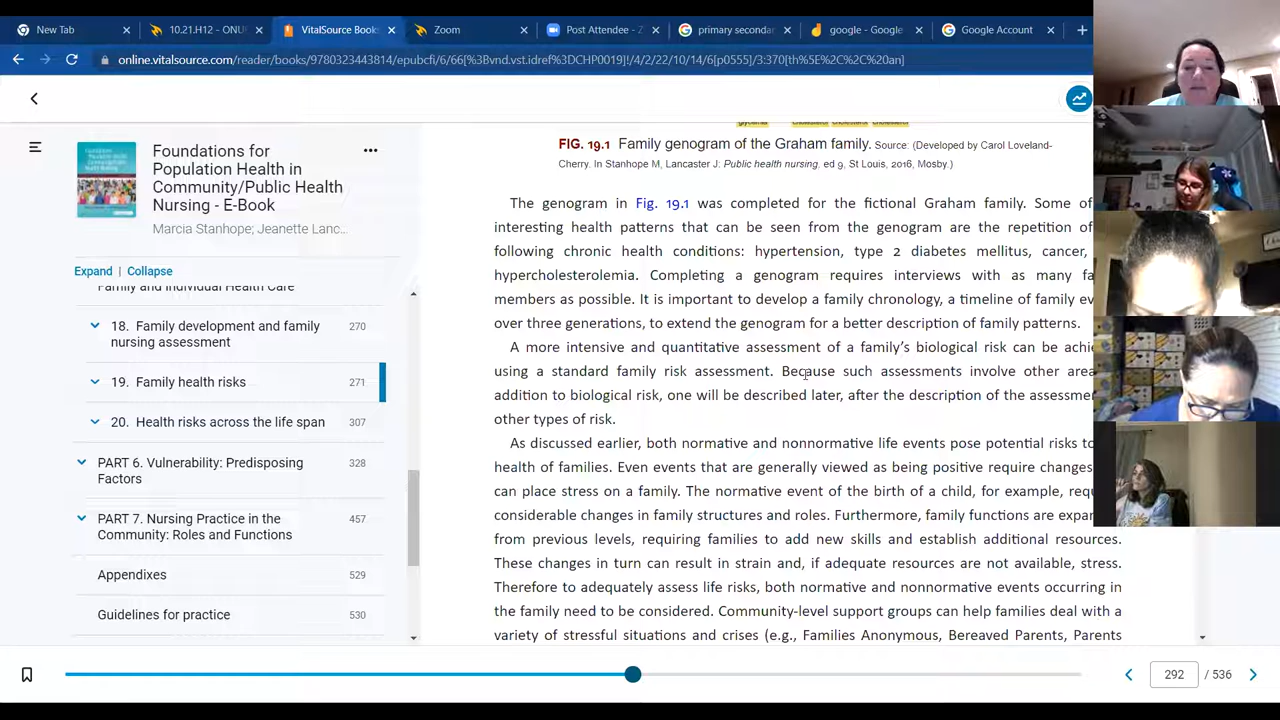 New Tab
10.21.H12 - ONU
VitalSource Book
Zoom
Post Attendee - Z
primary seconda
google - Google
Google Account
online.vitalsource.com/reader/books/9780323443814/epubcfi/6/66[%3Bvnd.vst.idref%3DCHP0019]!/4/2/22/10/14/6[p0555]/3:370[th%5E%2C%2C%20an)]
Foundations for
Population Health in
Community/Public Health
Nursing - E-Book
Marcia Stanhope; Jeanette Lanc...
Expand | Collapse
Family and Individual Health Care
18. Family development and family 270
nursing assessment
19. Family health risks 271
20. Health risks across the life span 307
PART 6. Vulnerability: Predisposing 328
Factors
PART 7. Nursing Practice in the 457
Community: Roles and Functions
Appendixes 529
Guidelines for practice 530
FIG. 19.1 Family genogram of the Graham family. Source: (Developed by Carol Loveland-
Cherry. In Stanhope M, Lancaster J: Public health nursing, ed 9, St Louis, 2016, Mosby.)
The genogram in Fig. 19.1 was completed for the fictional Graham family. Some of
interesting health patterns that can be seen from the genogram are the repetition of
following chronic health conditions: hypertension, type 2 diabetes mellitus, cancer,
hypercholesterolemia. Completing a genogram requires interviews with as many fa
members as possible. It is important to develop a family chronology, a timeline of family ev
over three generations, to extend the genogram for a better description of family patterns.
A more intensive and quantitative assessment of a family's biological risk can be achie
using a standard family risk assessment. Because such assessments involve other area
addition to biological risk, one will be described later, after the description of the assessme
other types of risk.
As discussed earlier, both normative and nonnormative life events pose potential risks to
health of families. Even events that are generally viewed as being positive require changes
can place stress on a family. The normative event of the birth of a child, for example, requ
considerable changes in family structures and roles. Furthermore, family functions are expan
from previous levels, requiring families to add new skills and establish additional resources.
These changes in turn can result in strain and, if adequate resources are not available, stress.
Therefore to adequately assess life risks, both normative and nonnormative events occurring in
the family need to be considered. Community-level support groups can help families deal with a
variety of stressful situations and crises (e.g., Families Anonymous, Bereaved Parents, Parents
292 / 536